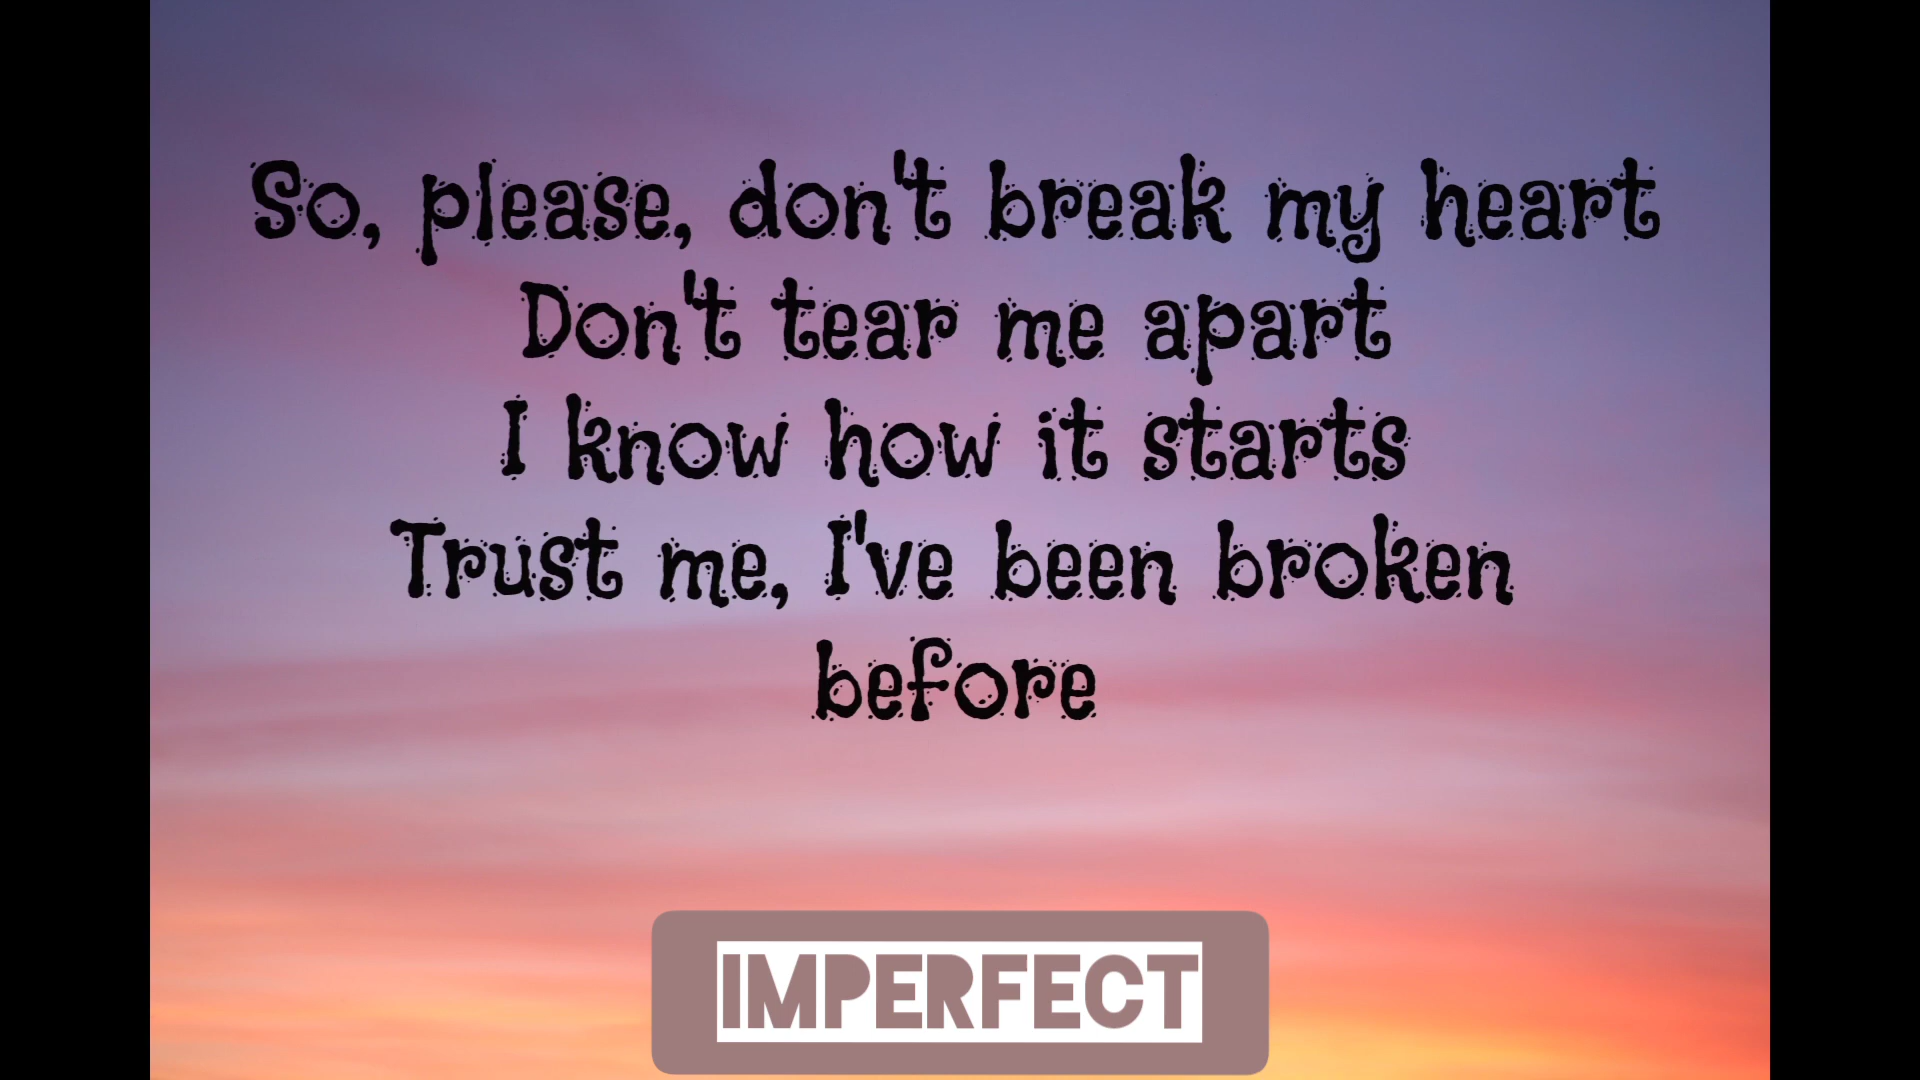 So, please, don't break my heart
Don't tear me apart
I know how it starts
Trust me, I've been broken
before
IMPERFECT